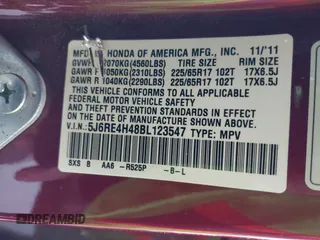 MFD. BY HONDA OF AMERICA MFG., INC. 11/'11
GVWR 2070KG(4560LBS) TIRE SIZE RIM SIZE
GAWR F 1050KG(2310LBS) 225/65R17 102T 17X6.5J
GAWR R 1040KG(2290LBS) 225/65R17 102T 17X6.5J
THIS VEHICLE CONFORMS TO ALL APPLICABLE
FEDERAL MOTOR VEHICLE SAFETY, BUMPER, AND
THEFT PREVENTION STANDARDS IN EFFECT ON
THE DATE OF MANUFACTURE SHOWN ABOVE.
V.I.N:5J6RE4H48BL123547 TYPE: MPV
SXS B AA6 -R525P -B-L
DREAMBID